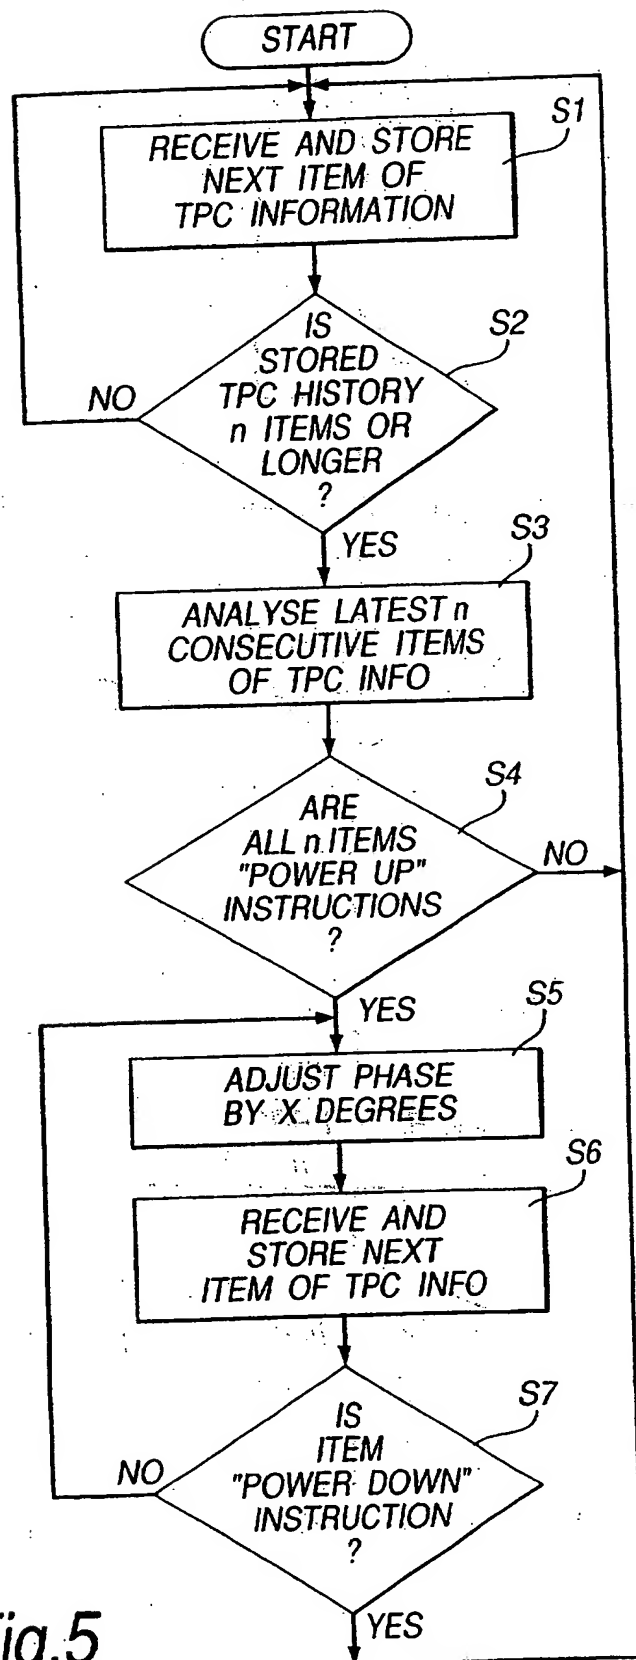 START
S1
RECEIVE AND STORE
NEXT ITEM OF
TPC INFORMATION
S2
IS
STORED
TPC HISTORY
n ITEMS OR
LONGER
?
NO
YES
S3
ANALYSE LATEST n
CONSECUTIVE ITEMS
OF TPC INFO
S4
ARE
ALL n ITEMS
"POWER UP"
INSTRUCTIONS
?
NO
YES
S5
ADJUST PHASE
BY X DEGREES
S6
RECEIVE AND
STORE NEXT
ITEM OF TPC INFO
S7
IS
ITEM
"POWER DOWN"
INSTRUCTION
?
NO
YES
ig.5